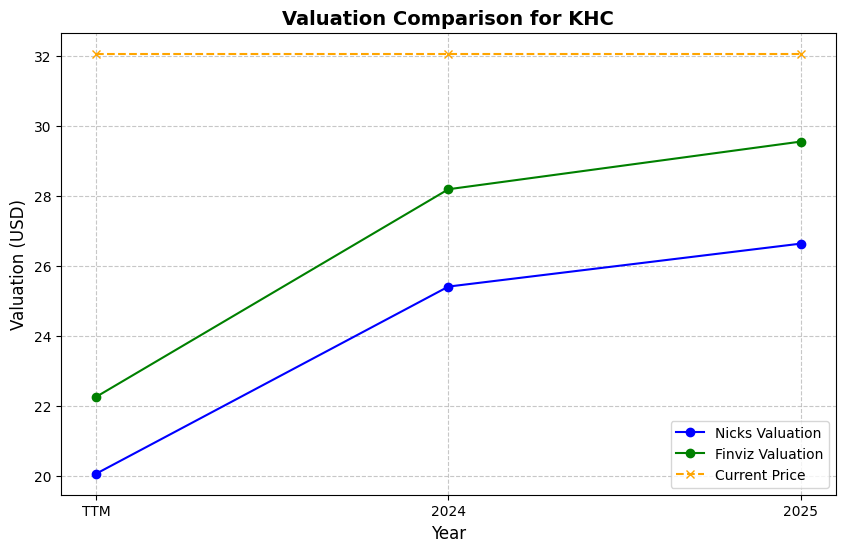 Valuation Comparison for KHC
Valuation (USD)
32
30
28
26
24
22
20
TTM
2024
2025
Year
Nicks Valuation
Finviz Valuation
Current Price